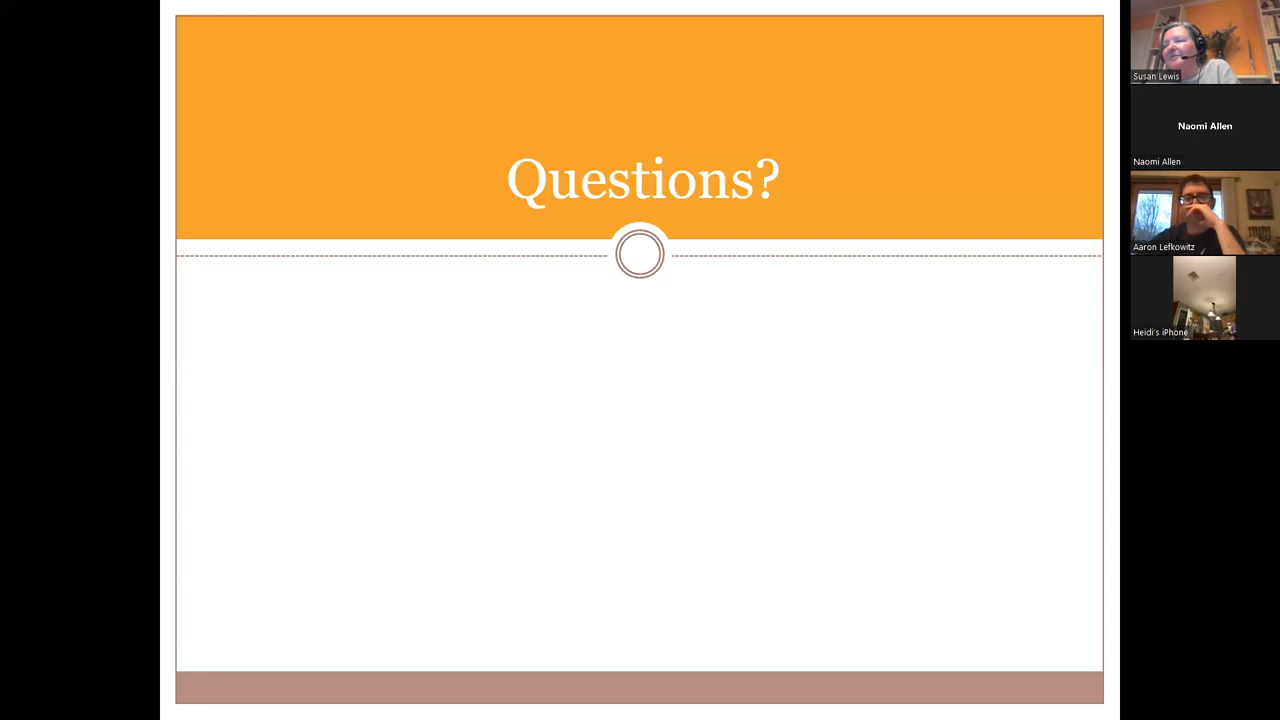 Questions?
Susan Lewis
Naomi Allen
Naomi Allen
Aaron Lefkowitz
Heidi's iPhone